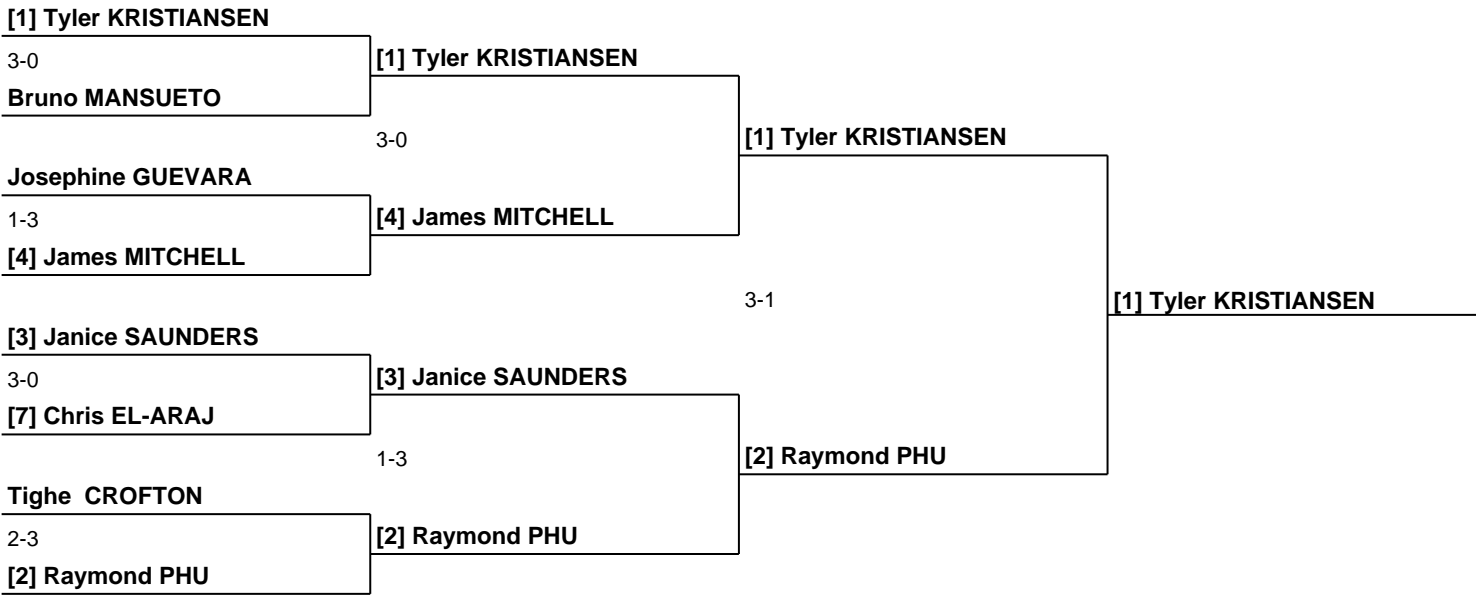 [1] Tyler KRISTIANSEN
3-0
Bruno MANSUETO
Josephine GUEVARA
1-3
[4] James MITCHELL
[3] Janice SAUNDERS
3-0
[7] Chris EL-ARAJ
Tighe  CROFTON
2-3
[2] Raymond PHU
[1] Tyler KRISTIANSEN
3-0
[4] James MITCHELL
[3] Janice SAUNDERS
1-3
[2] Raymond PHU
[1] Tyler KRISTIANSEN
3-1
[2] Raymond PHU
[1] Tyler KRISTIANSEN